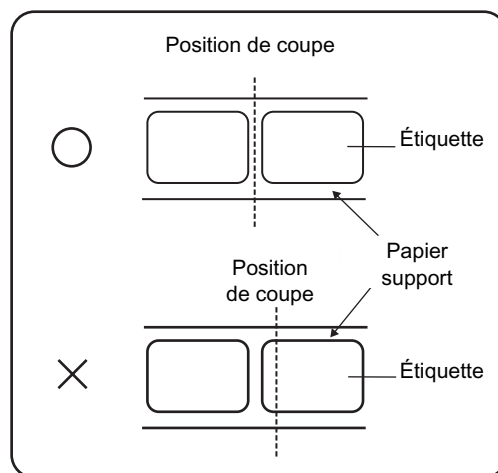 Position de coupe
Étiquette
Papier
support
Position
de coupe
Étiquette